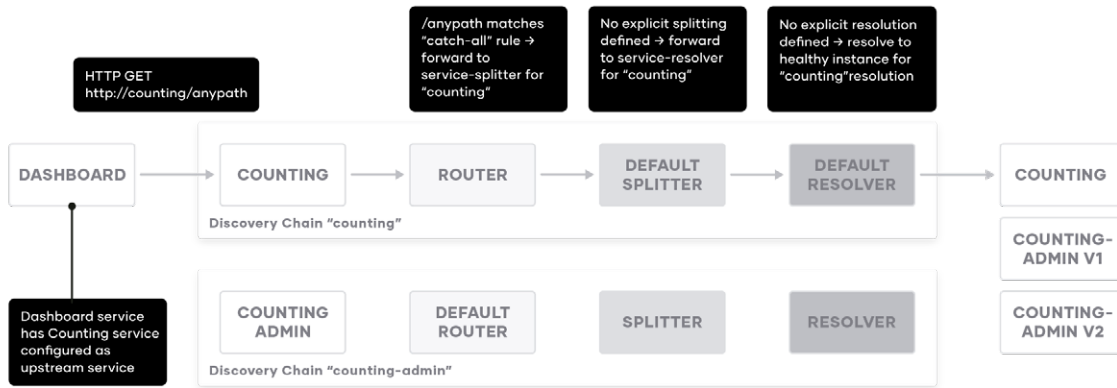 /anypath matches
“catch-all” rule →
forward to
service-splitter for
“counting”
No explicit splitting
defined → forward
to service-resolver
for “counting”
No explicit resolution
defined → resolve to
healthy instance for
“counting”resolution
HTTP GET
http://counting/anypath
DASHBOARD
COUNTING
ROUTER
DEFAULT
SPLITTER
DEFAULT
RESOLVER
COUNTING
Discovery Chain “counting”
COUNTING-
ADMIN V1
Dashboard service
has Counting service
configured as
upstream service
COUNTING
ADMIN
DEFAULT
ROUTER
SPLITTER
RESOLVER
COUNTING-
ADMIN V2
Discovery Chain “counting-admin”